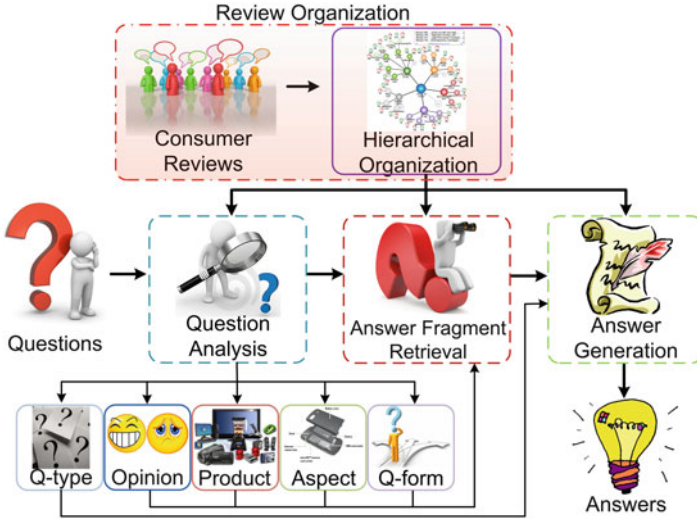 Review Organization
Consumer
Reviews
Hierarchical
Organization
Questions
Question
Analysis
Answer Fragment
Retrieval
Answer
Generation
Q-type
Opinion
Product
Aspect
Q-form
Answers